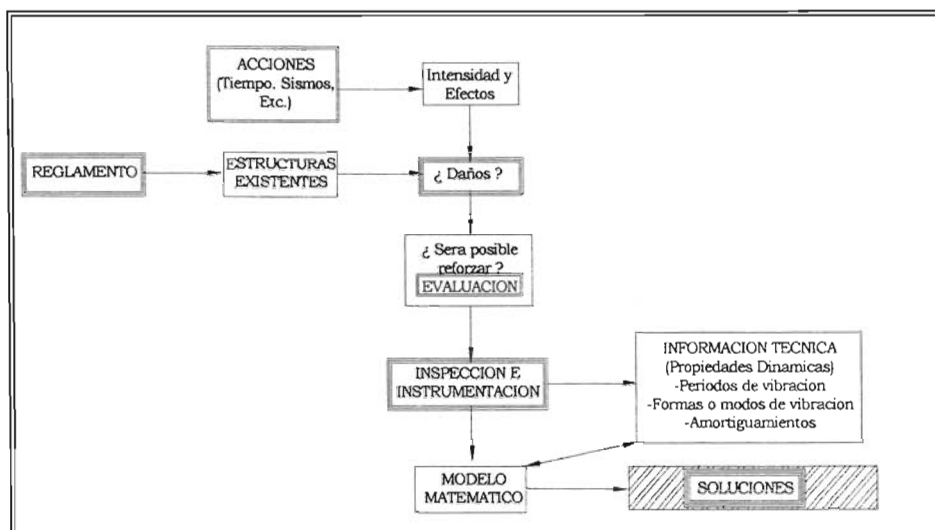 ACCIONES
(Tiempo. Sismos,
Etc.)
Intensidad y
Efectos
REGLAMENTO
ESTRUCTURAS
EXISTENTES
¿ Daños ?
¿ Sera posible
reforzar ?
EVALUACION
INSPECCION E
INSTRUMENTACION
INFORMACION TECNICA
(Propiedades Dinamicas)
-Periodos de vibracion
-Formas o modos de vibracion
-Amortiguamientos
MODELO
MATEMATICO
SOLUCIONES